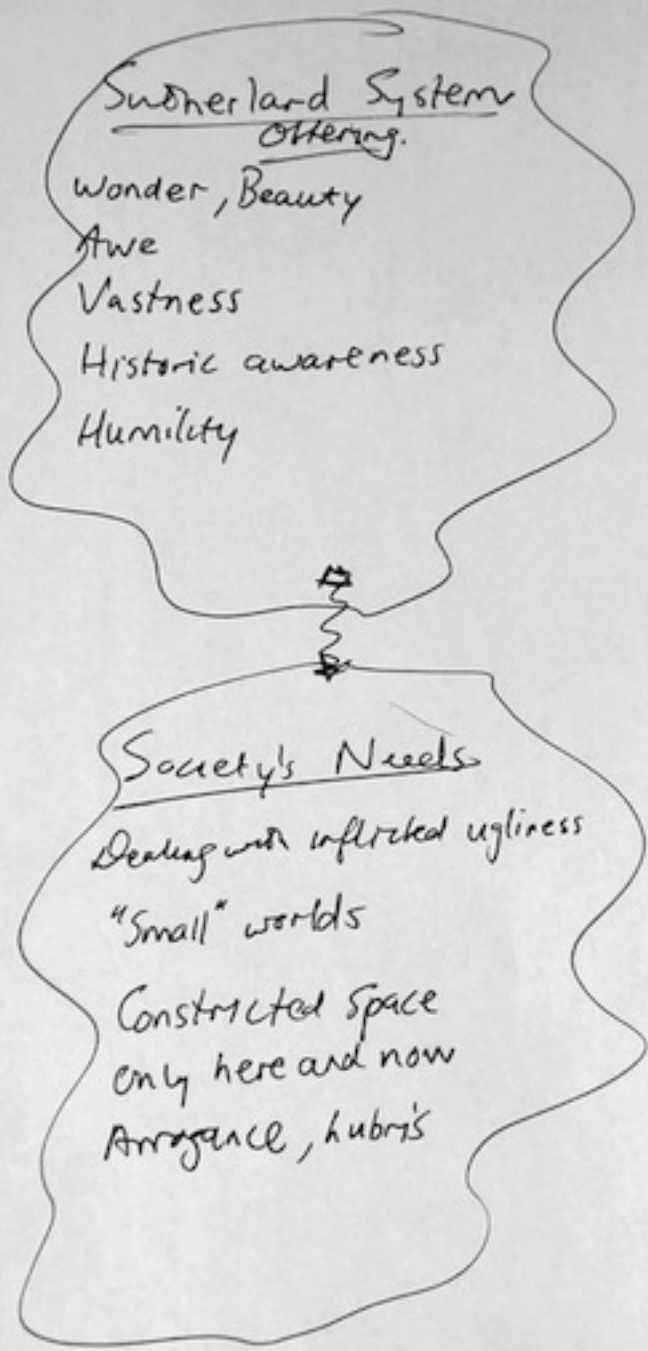 Sutherland System
Offering.
Wonder, Beauty
Awe
Vastness
Historic awareness
Humility
Society's Needs
Dealing with inflicted ugliness
"Small" worlds
Constricted Space
Only here and now
Arrogance, hubris